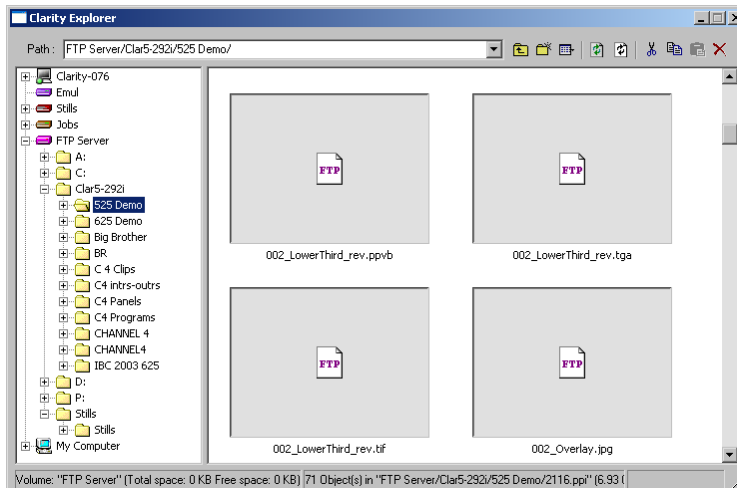 Clarity Explorer
Path : FTP Server/Clar5-292i/525 Demo/
Clarity-076
Emul
Stills
Jobs
FTP Server
A:
C:
Clar5-292i
525 Demo
625 Demo
Big Brother
BR
C 4 Clips
C4 intrs-outrs
C4 Panels
C4 Programs
CHANNEL 4
CHANNEL4
IBC 2003 625
D:
P:
Stills
Stills
My Computer
FTP
FTP
002_LowerThird_rev.ppvb
002_LowerThird_rev.tga
FTP
FTP
002_LowerThird_rev.tif
002_Overlay.jpg
Volume: "FTP Server" (Total space: 0 KB Free space: 0 KB) 71 Object(s) in "FTP Server/Clar5-292i/525 Demo/2116.ppi" (6.93 (